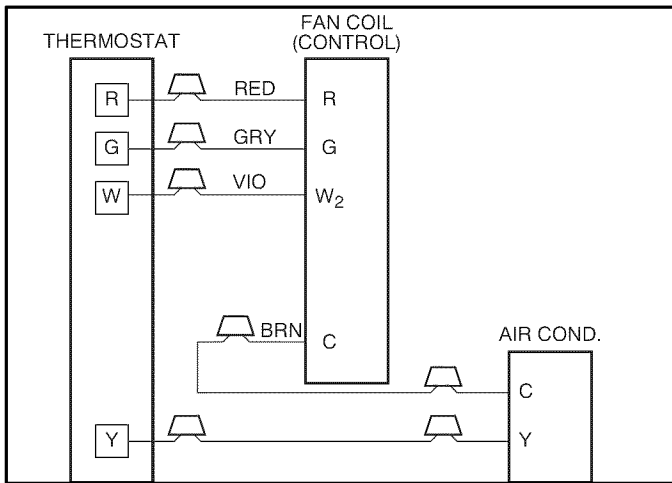 FAN COIL
(CONTROL)
THERMOSTAT
R RED R
G GRY G
W VIO W2
BRN C
AIR COND.
C
Y Y